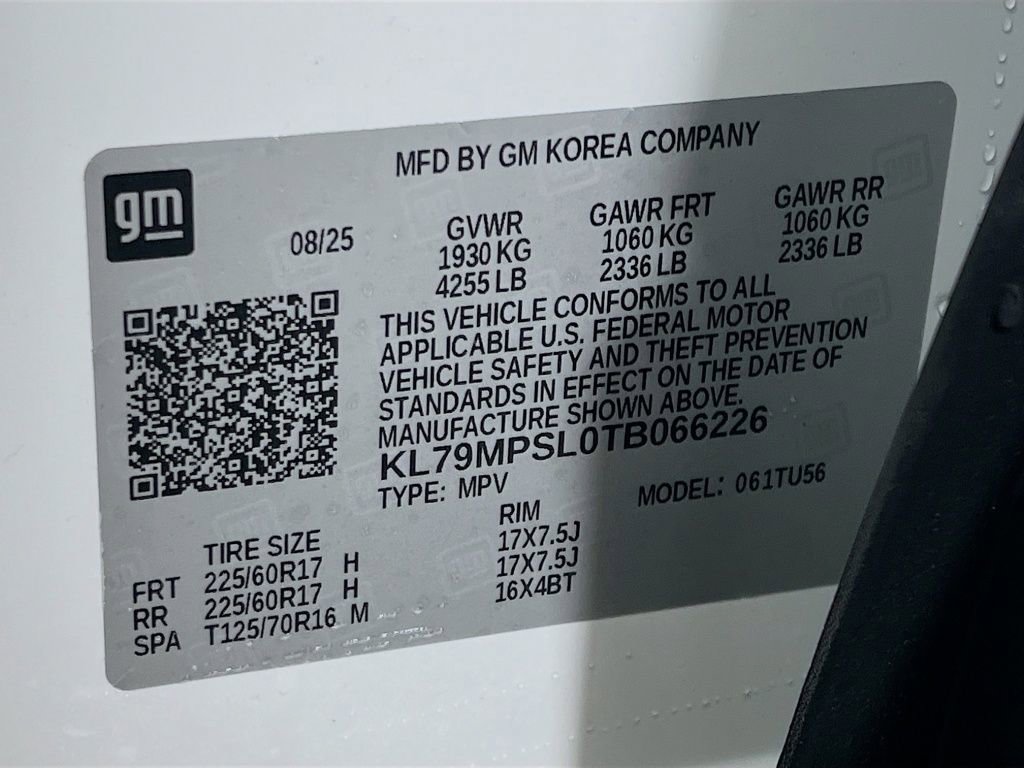 gm
MFD BY GM KOREA COMPANY
08/25
GVWR GAWR FRT GAWR RR
1930 KG 1060 KG 1060 KG
4255 LB 2336 LB 2336 LB
THIS VEHICLE CONFORMS TO ALL
APPLICABLE U.S. FEDERAL MOTOR
VEHICLE SAFETY AND THEFT PREVENTION
STANDARDS IN EFFECT ON THE DATE OF
MANUFACTURE SHOWN ABOVE.
KL79MPSL0TB066226
TYPE: MPV MODEL: 061TU56
TIRE SIZE RIM
FRT 225/60R17 H 17X7.5J
RR 225/60R17 H 17X7.5J
SPA T125/70R16 M 16X4BT